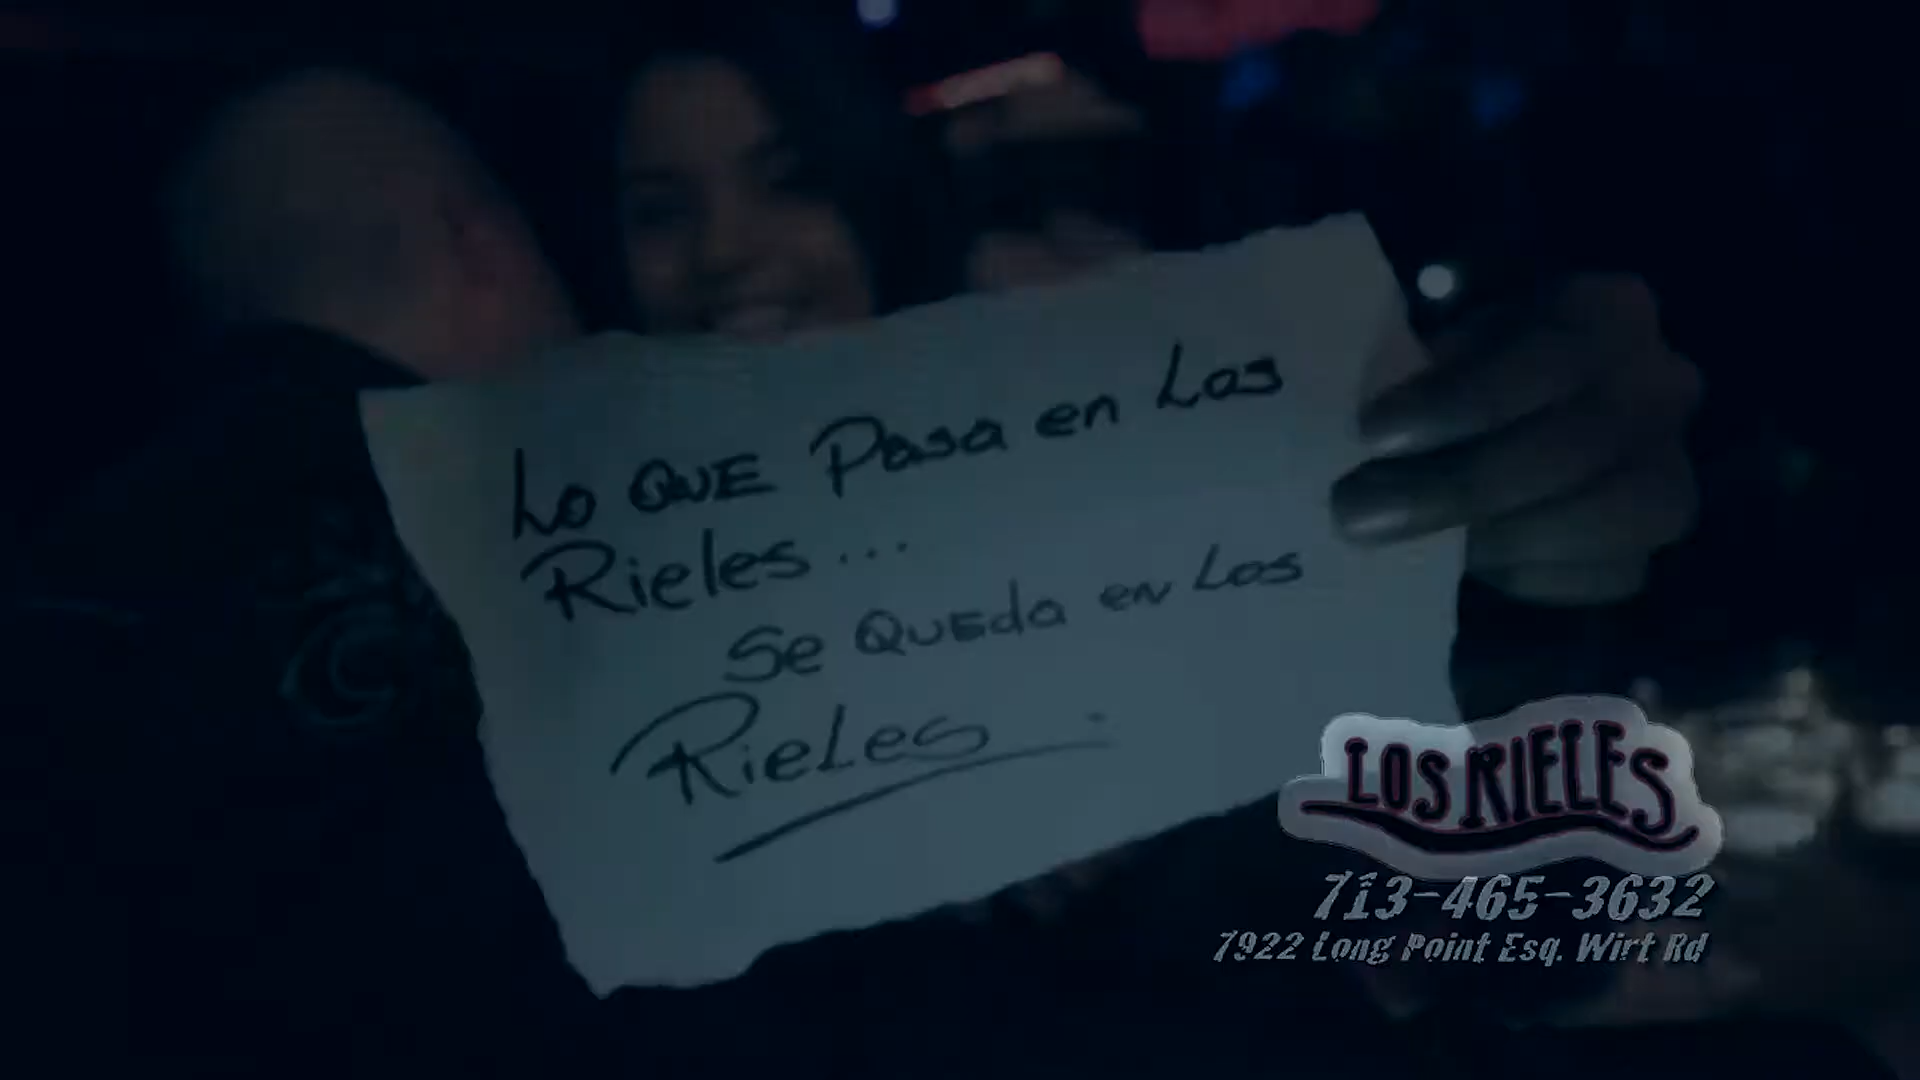 Lo QUE Pasa en Los
Rieles...
Se QUEda en Los
RieLes
LOS RIELES
713-465-3632
7922 Long Point Esq. Wirt Rd